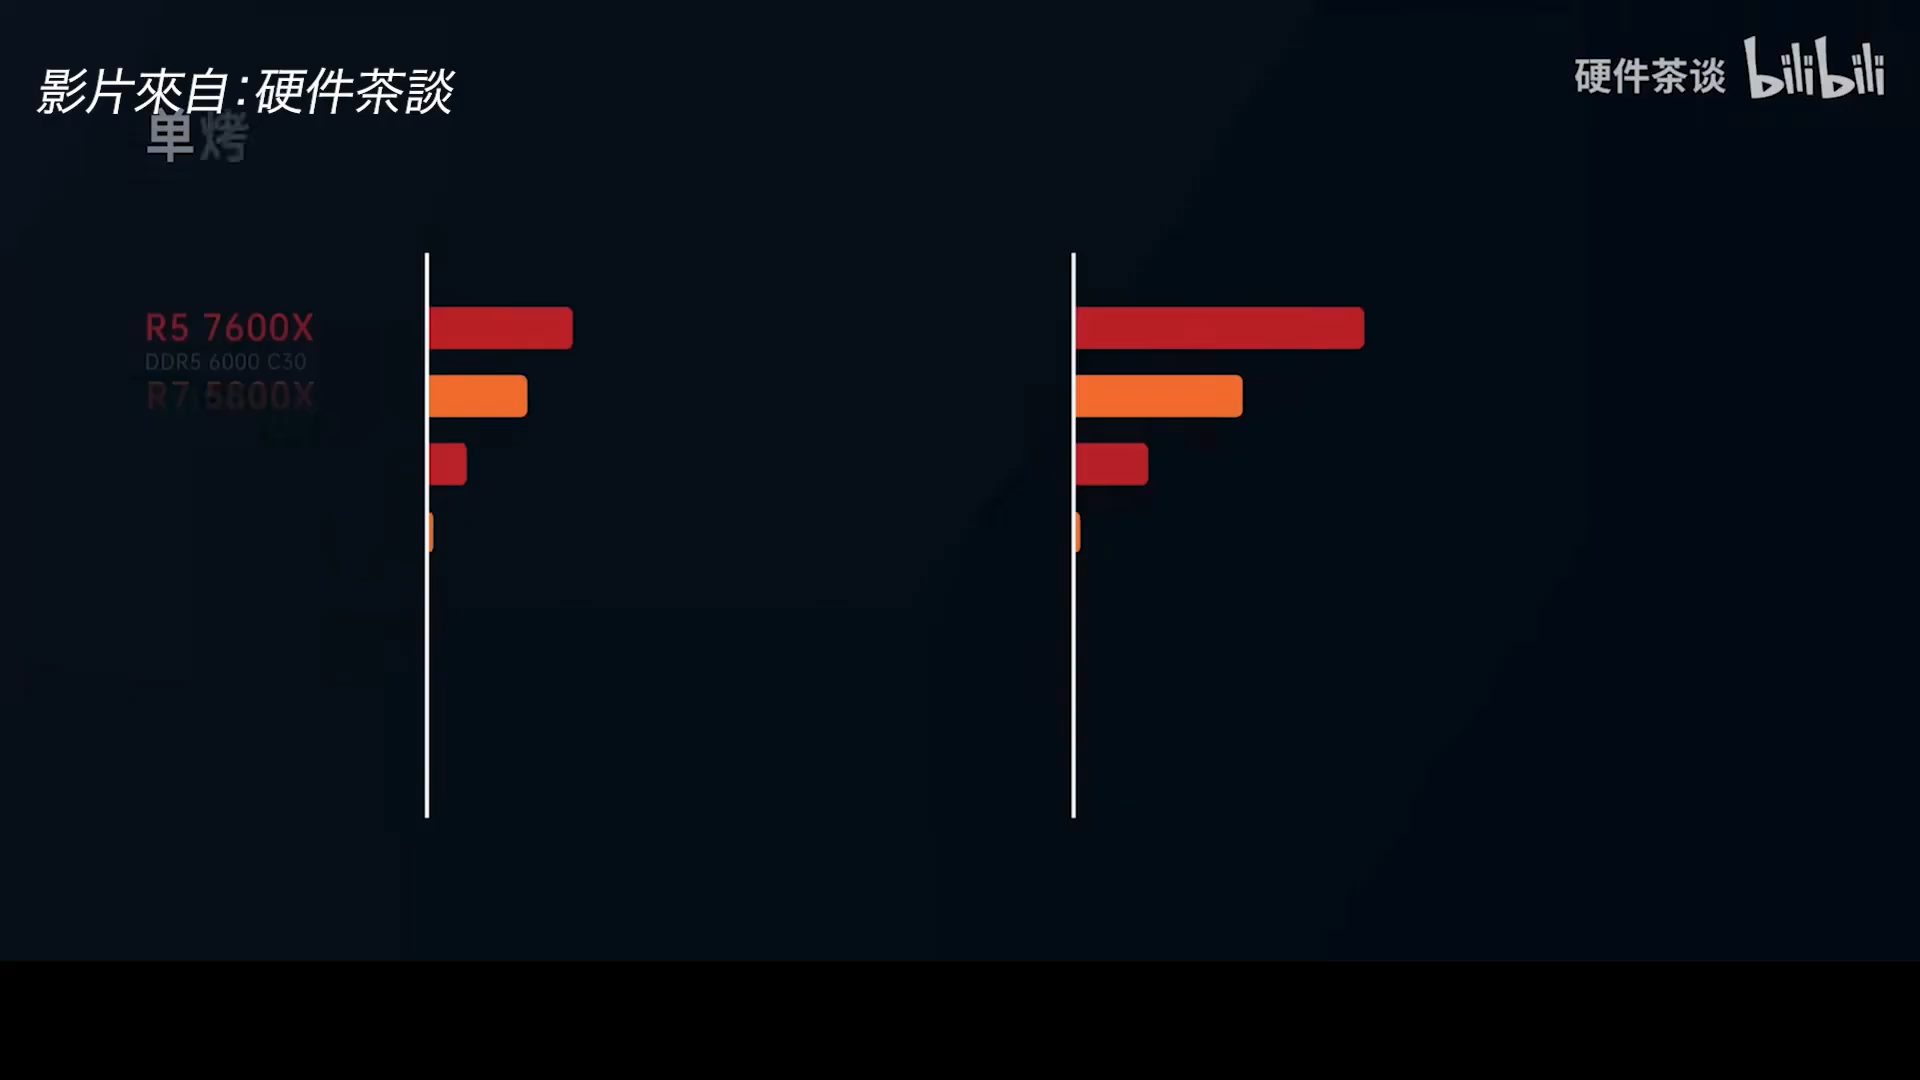 影片來自:硬件茶談
硬件茶谈 bilibili
单烤
R5 7600X
DDR5 6000 C30
R7 5800X